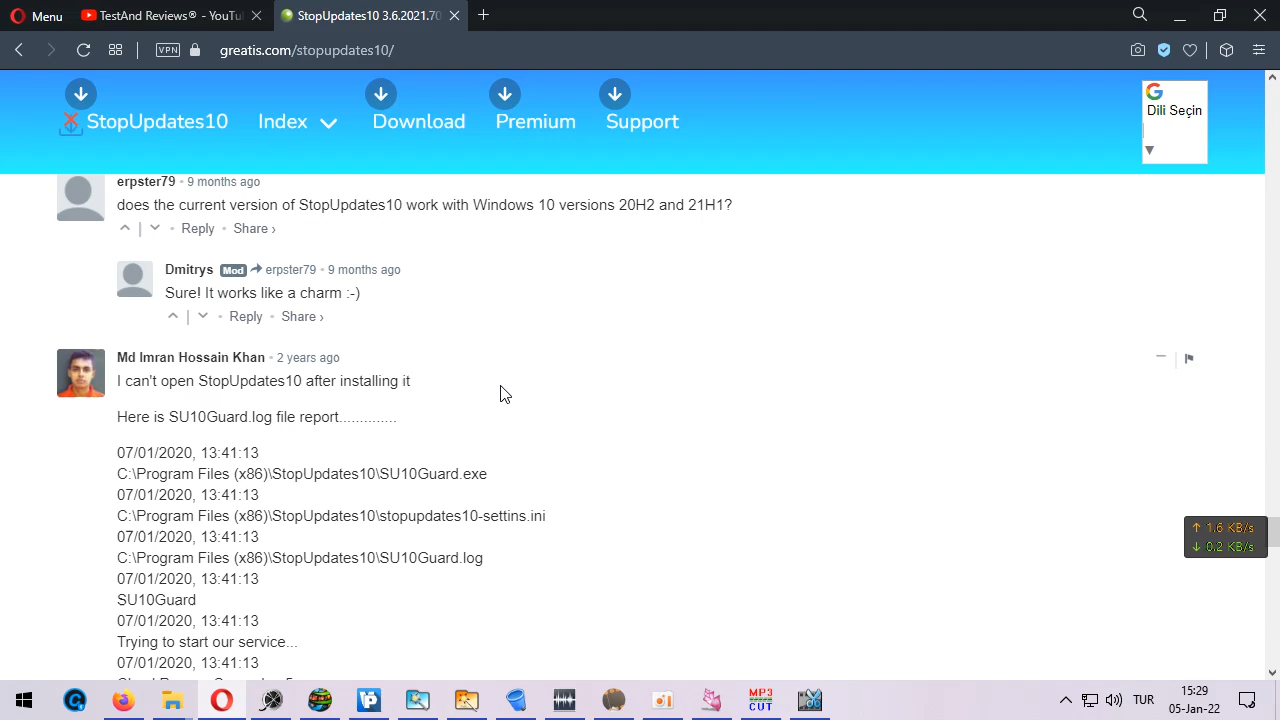 Menu
TestAnd Reviews® - YouTu
StopUpdates10 3.6.2021.70
VPN
greatis.com/stopupdates10/
StopUpdates10
Index
Download
Premium
Support
Dili Seçin
▼
erpster79 • 9 months ago
does the current version of StopUpdates10 work with Windows 10 versions 20H2 and 21H1?
Reply • Share ›
Dmitrys Mod erpster79 • 9 months ago
Sure! It works like a charm :-)
Reply • Share ›
Md Imran Hossain Khan • 2 years ago
I can't open StopUpdates10 after installing it
Here is SU10Guard.log file report..............
07/01/2020, 13:41:13
C:\Program Files (x86)\StopUpdates10\SU10Guard.exe
07/01/2020, 13:41:13
C:\Program Files (x86)\StopUpdates10\stopupdates10-settins.ini
07/01/2020, 13:41:13
C:\Program Files (x86)\StopUpdates10\SU10Guard.log
07/01/2020, 13:41:13
SU10Guard
07/01/2020, 13:41:13
Trying to start our service...
07/01/2020, 13:41:13
↑ 1.6 KB/s
↓ 0.2 KB/s
MP3
CUT
TUR
15:29
05-Jan-22